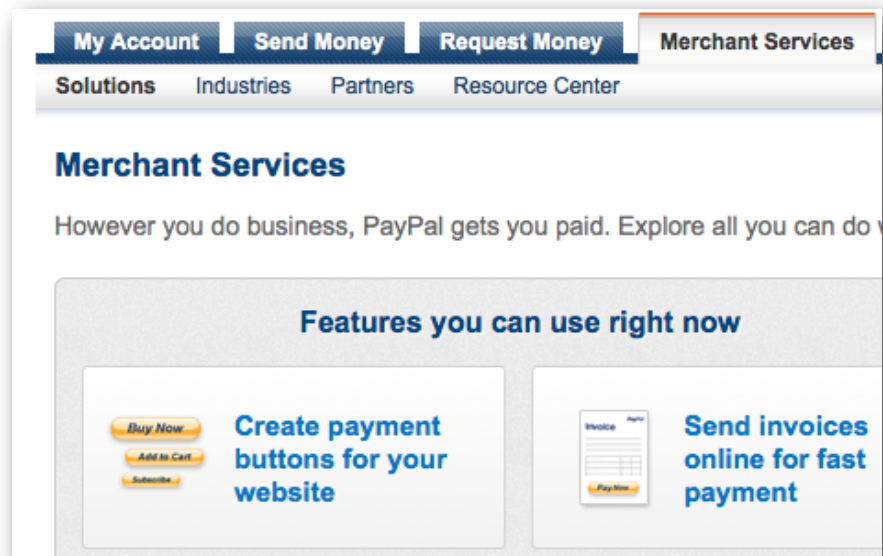 My Account Send Money Request Money Merchant Services
Solutions Industries Partners Resource Center
Merchant Services
However you do business, PayPal gets you paid. Explore all you can do
Features you can use right now
Buy Now
Add to Cart
Subscribe
Create payment
buttons for your
website
PayPal
Invoice
Pay Now
Send invoices
online for fast
payment